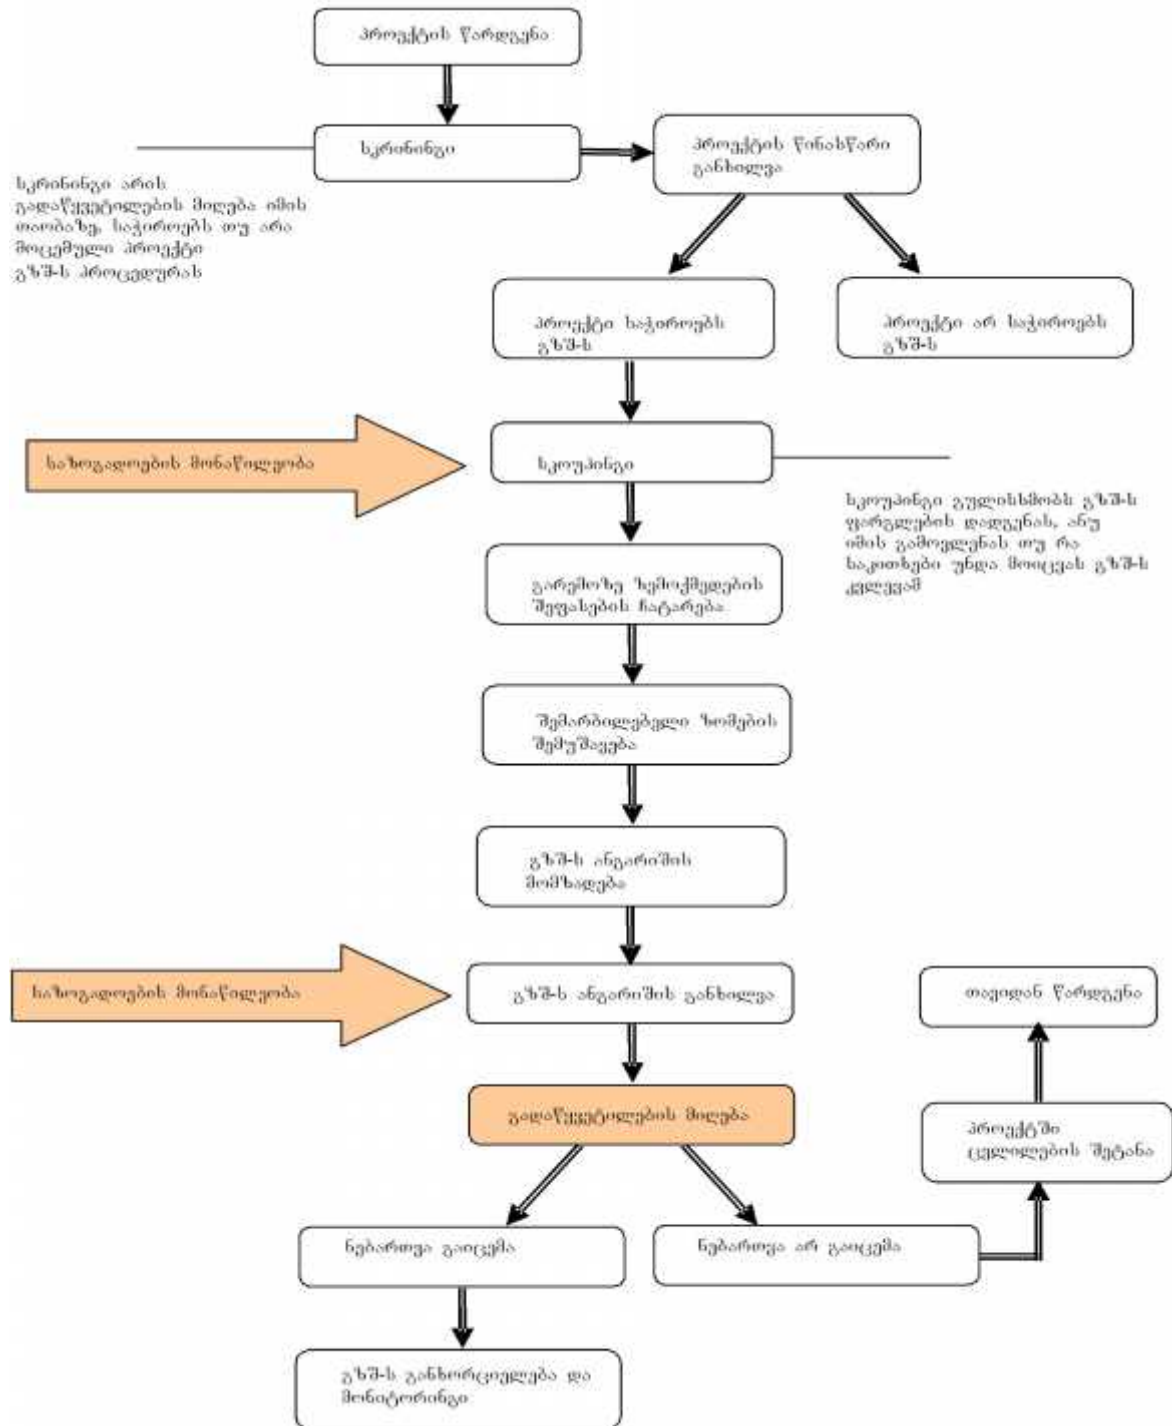 პროექტის წარდგენა
სკრინინგი
პროექტის წინასწარი
განხილვა
სკრინინგი არის
გადაწყვეტილების მიღება იმის
თაობაზე, საჭიროებს თუ არა
მოცემული პროექტი
გზშ-ს პროცედურას
პროექტი საჭიროებს
გზშ-ს
პროექტი არ საჭიროებს
გზშ-ს
საზოგადოების მონაწილეობა
სკოუპინგი
სკოუპინგი გულისსმობს გზშ-ს
ფარგლების დადგენას, ანუ
იმის გამოვლენას თუ რა
საკითხები უნდა მოიცვას გზშ-ს
კვლევამ
გარემოზე ზემოქმედების
შეფასების ჩატარება
შემარბილებელი ზომების
შემუშავება
გზშ-ს ანგარიშის
მომზადება
საზოგადოების მონაწილეობა
გზშ-ს ანგარიშის განხილვა
თავიდან წარდგენა
გადაწყვეტილების მიღება
პროექტში
ცვლილების შეტანა
ნებართვა გაიცემა
ნებართვა არ გაიცემა
გზშ-ს განხორციელება და
მონიტორინგი